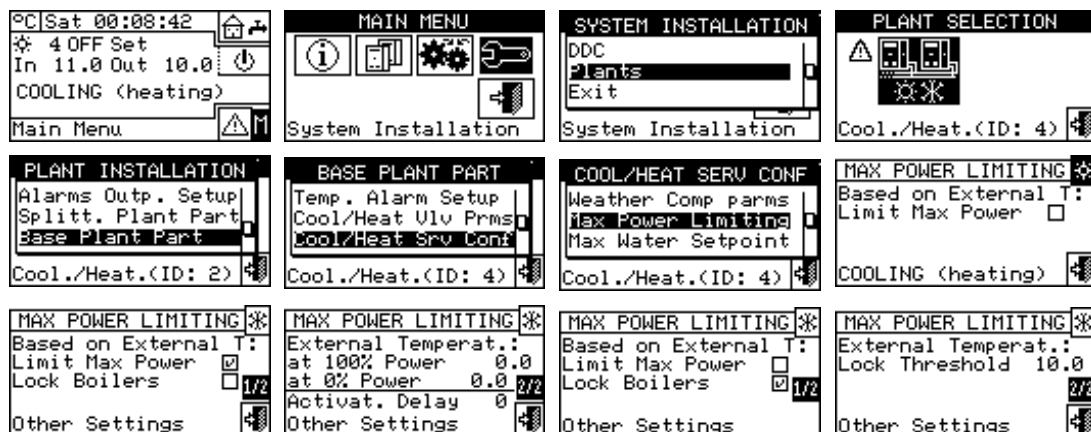 ºC Sat 00:08:42
4 OFF Set
In 11.0 Out 10.0
COOLING (heating)
Main Menu M
MAIN MENU
System Installation
SYSTEM INSTALLATION
DDC
Plants
Exit
System Installation
PLANT SELECTION
Cool./Heat.(ID: 4)
PLANT INSTALLATION
Alarms Outp. Setup
Splitt. Plant Part
Base Plant Part
Cool./Heat.(ID: 2)
BASE PLANT PART
Temp. Alarm Setup
Cool/Heat Vlv Prms
Cool/Heat Srv Conf
Cool./Heat.(ID: 4)
COOL/HEAT SERV CONF
Weather Comp parms
Max Power Limiting
Max Water Setpoint
Cool./Heat.(ID: 4)
MAX POWER LIMITING
Based on External T:
Limit Max Power
COOLING (heating)
MAX POWER LIMITING
Based on External T:
Limit Max Power
Lock Boilers 1/2
Other Settings
MAX POWER LIMITING
External Temperat.:
at 100% Power 0.0
at 0% Power 0.0 2/2
Activat. Delay 0
Other Settings
MAX POWER LIMITING
Based on External T:
Limit Max Power
Lock Boilers 1/2
Other Settings
MAX POWER LIMITING
External Temperat.:
Lock Threshold 10.0
2/2
Other Settings